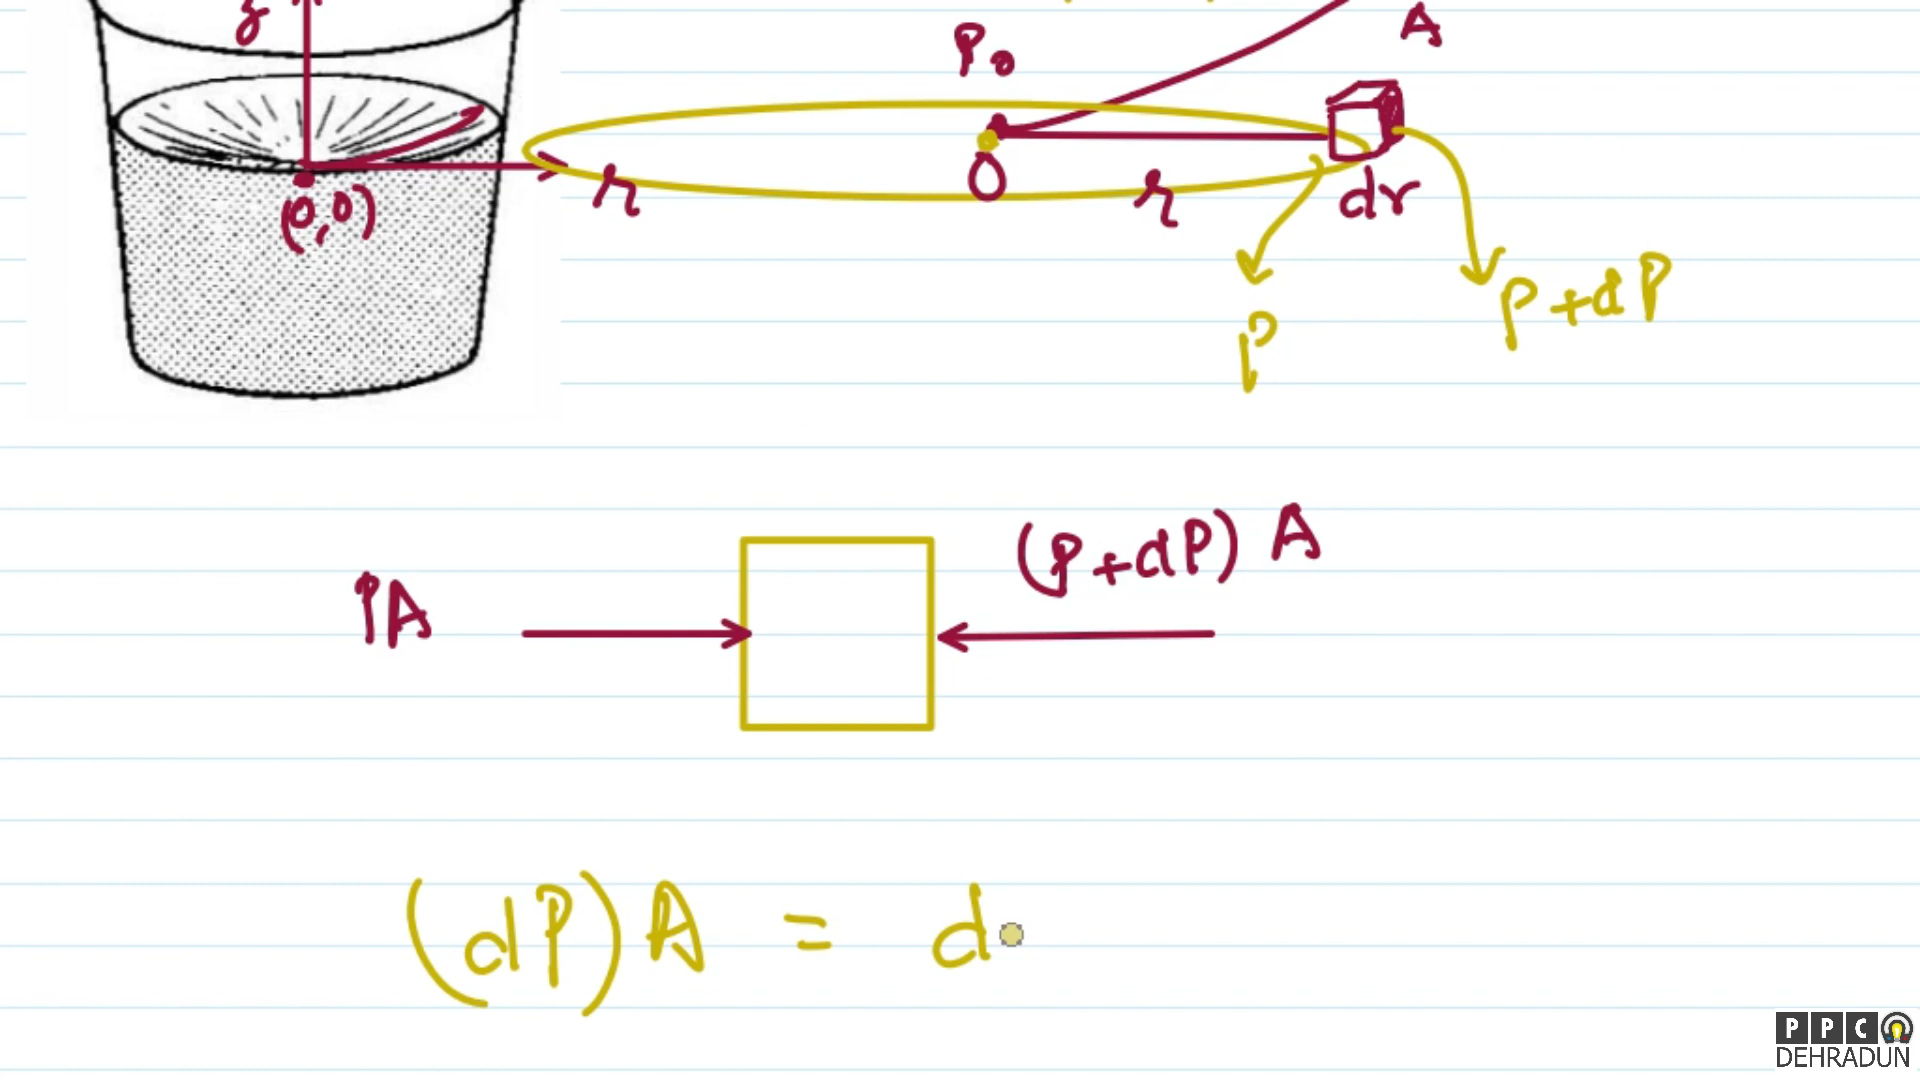 z
P₀
A
O
r
r
dr
(0,0)
P
P+dP
PA
(P+dP) A
(dP)A = d
PPC
DEHRADUN